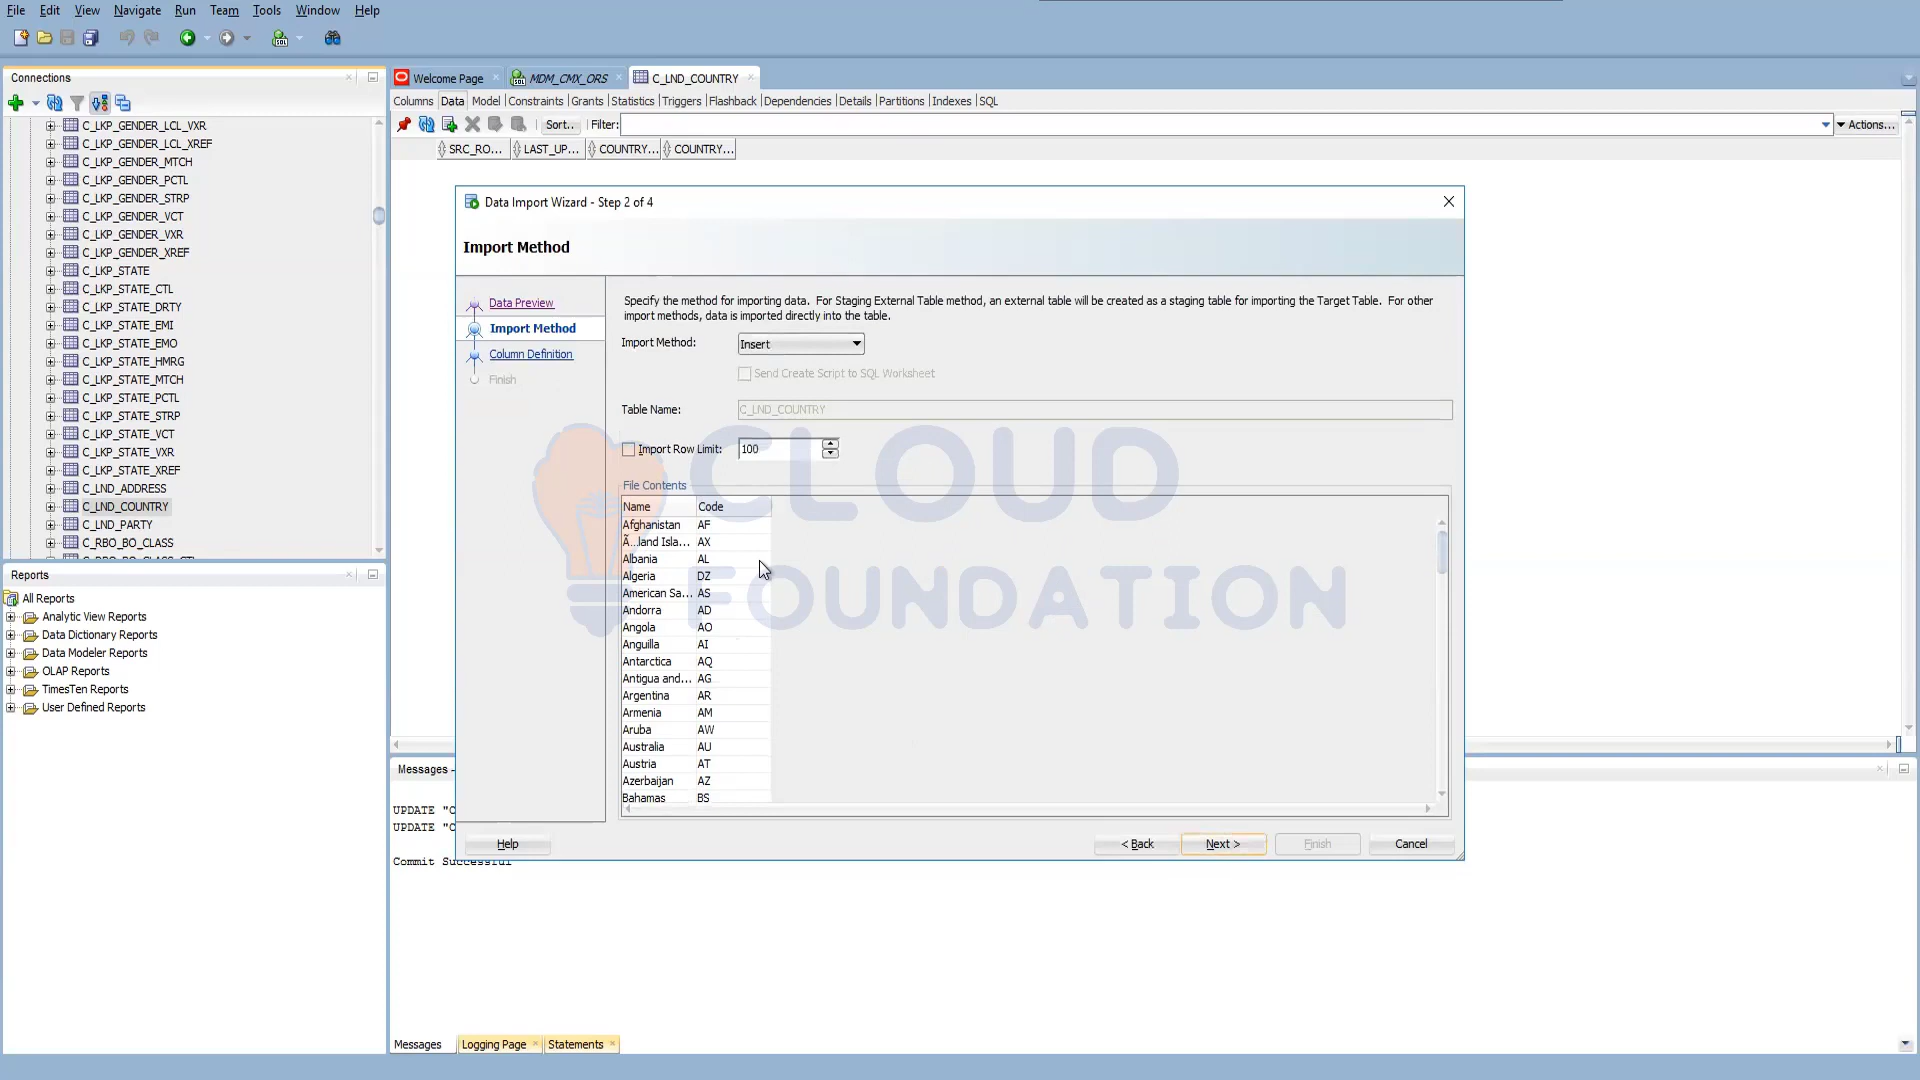 File Edit View Navigate Run Team Tools Window Help
Connections
Welcome Page
MDM_CMX_ORS
C_LND_COUNTRY
Columns Data Model Constraints Grants Statistics Triggers Flashback Dependencies Details Partitions Indexes SQL
Sort.. Filter: Actions...
SRC_RO... LAST_UP... COUNTRY... COUNTRY...
C_LKP_GENDER_LCL_VXR
C_LKP_GENDER_LCL_XREF
C_LKP_GENDER_MTCH
C_LKP_GENDER_PCTL
C_LKP_GENDER_STRP
C_LKP_GENDER_VCT
C_LKP_GENDER_VXR
C_LKP_GENDER_XREF
C_LKP_STATE
C_LKP_STATE_CTL
C_LKP_STATE_DRTY
C_LKP_STATE_EMI
C_LKP_STATE_EMO
C_LKP_STATE_HMRG
C_LKP_STATE_MTCH
C_LKP_STATE_PCTL
C_LKP_STATE_STRP
C_LKP_STATE_VCT
C_LKP_STATE_VXR
C_LKP_STATE_XREF
C_LND_ADDRESS
C_LND_COUNTRY
C_LND_PARTY
C_RBO_BO_CLASS
Reports
All Reports
Analytic View Reports
Data Dictionary Reports
Data Modeler Reports
OLAP Reports
TimesTen Reports
User Defined Reports
Data Import Wizard - Step 2 of 4
Import Method
Data Preview
Import Method
Column Definition
Finish
Specify the method for importing data. For Staging External Table method, an external table will be created as a staging table for importing the Target Table. For other
import methods, data is imported directly into the table.
Import Method: Insert
Send Create Script to SQL Worksheet
Table Name: C_LND_COUNTRY
Import Row Limit: 100
File Contents
Name Code
Afghanistan AF
Ã...land Isla... AX
Albania AL
Algeria DZ
American Sa... AS
Andorra AD
Angola AO
Anguilla AI
Antarctica AQ
Antigua and... AG
Argentina AR
Armenia AM
Aruba AW
Australia AU
Austria AT
Azerbaijan AZ
Bahamas BS
CLOUD
FOUNDATION
Help < Back Next > Finish Cancel
Messages -
UPDATE "C
UPDATE "C
Commit Successful
Messages Logging Page Statements